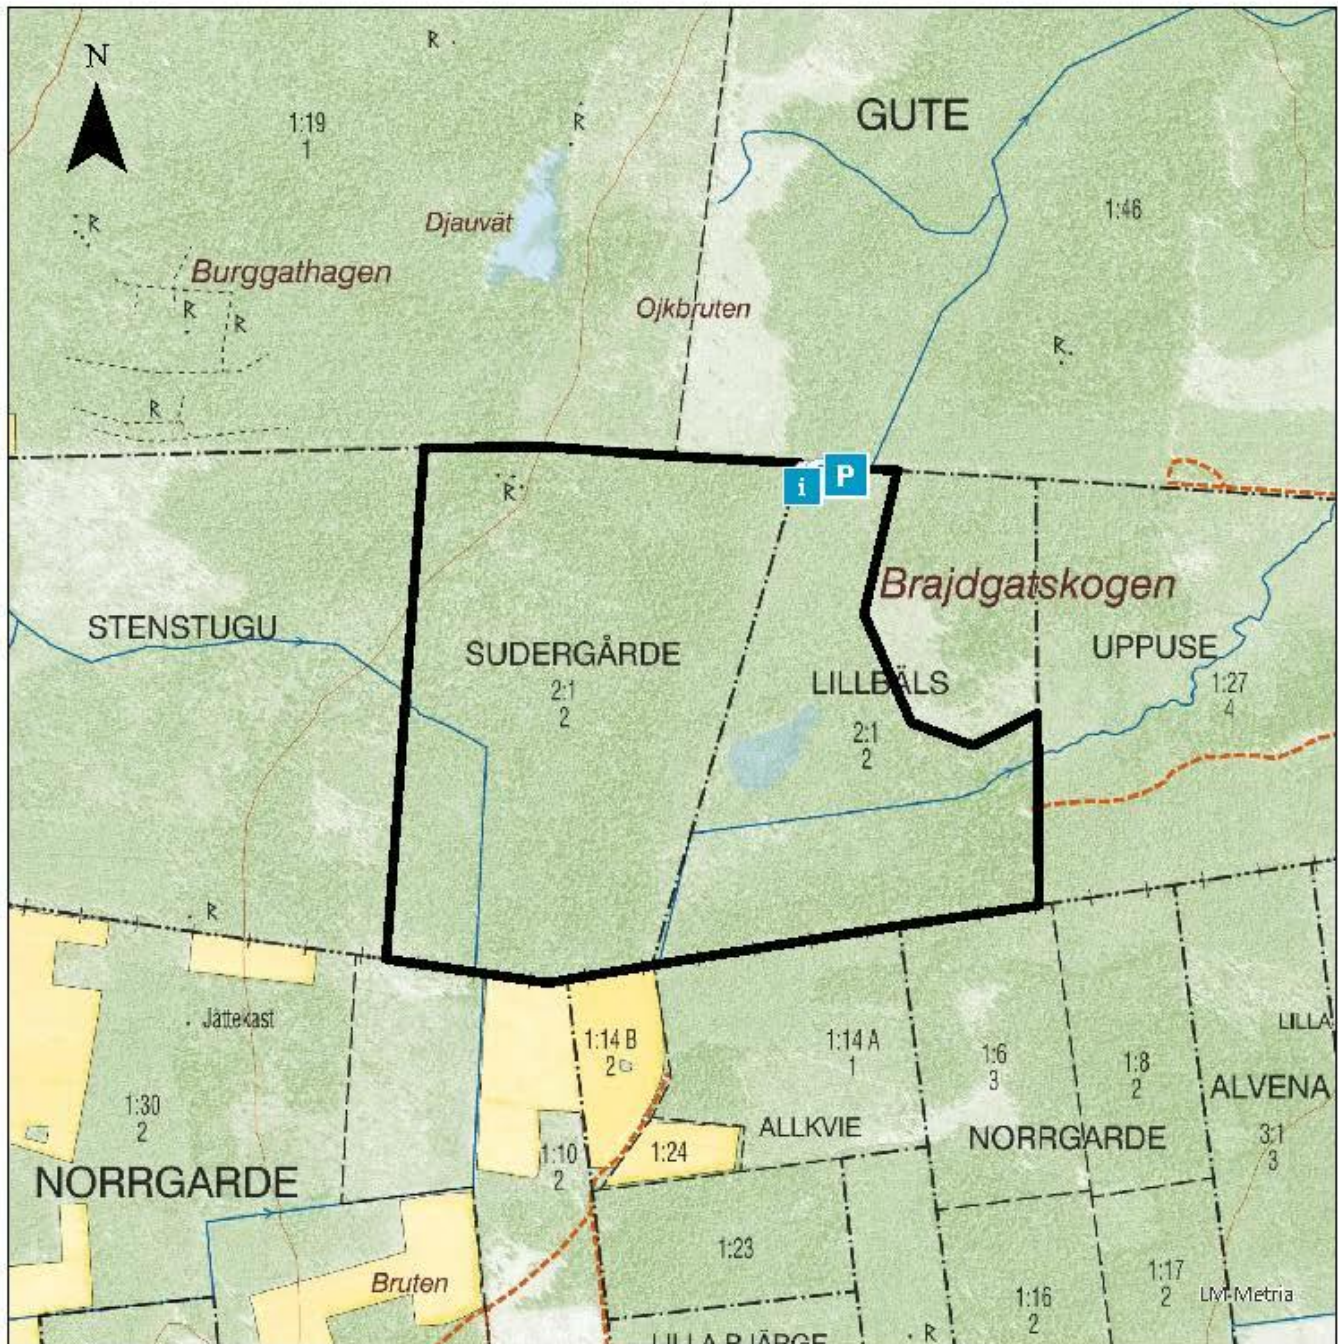 R
N
GUTE
1:19
1
R
R
1:46
Djauvät
Burggathagen
Ojkbruten
R
R
R
R
R
i
P
Brajdgatskogen
STENSTUGU
UPPUSE
SUDERGÅRDE
LILLBÄLS
1:27
4
2:1
2
2:1
2
R
Jättekast
LILLA
1:14 B
2
1:14 A
1
1:6
3
1:8
2
ALVENA
1:30
2
ALLKVIE
NORRGARDE
3:1
3
1:10
2
1:24
NORRGARDE
1:23
Bruten
1:17
2
LM-Metria
1:16
2
R
LILLA BJÄRGE